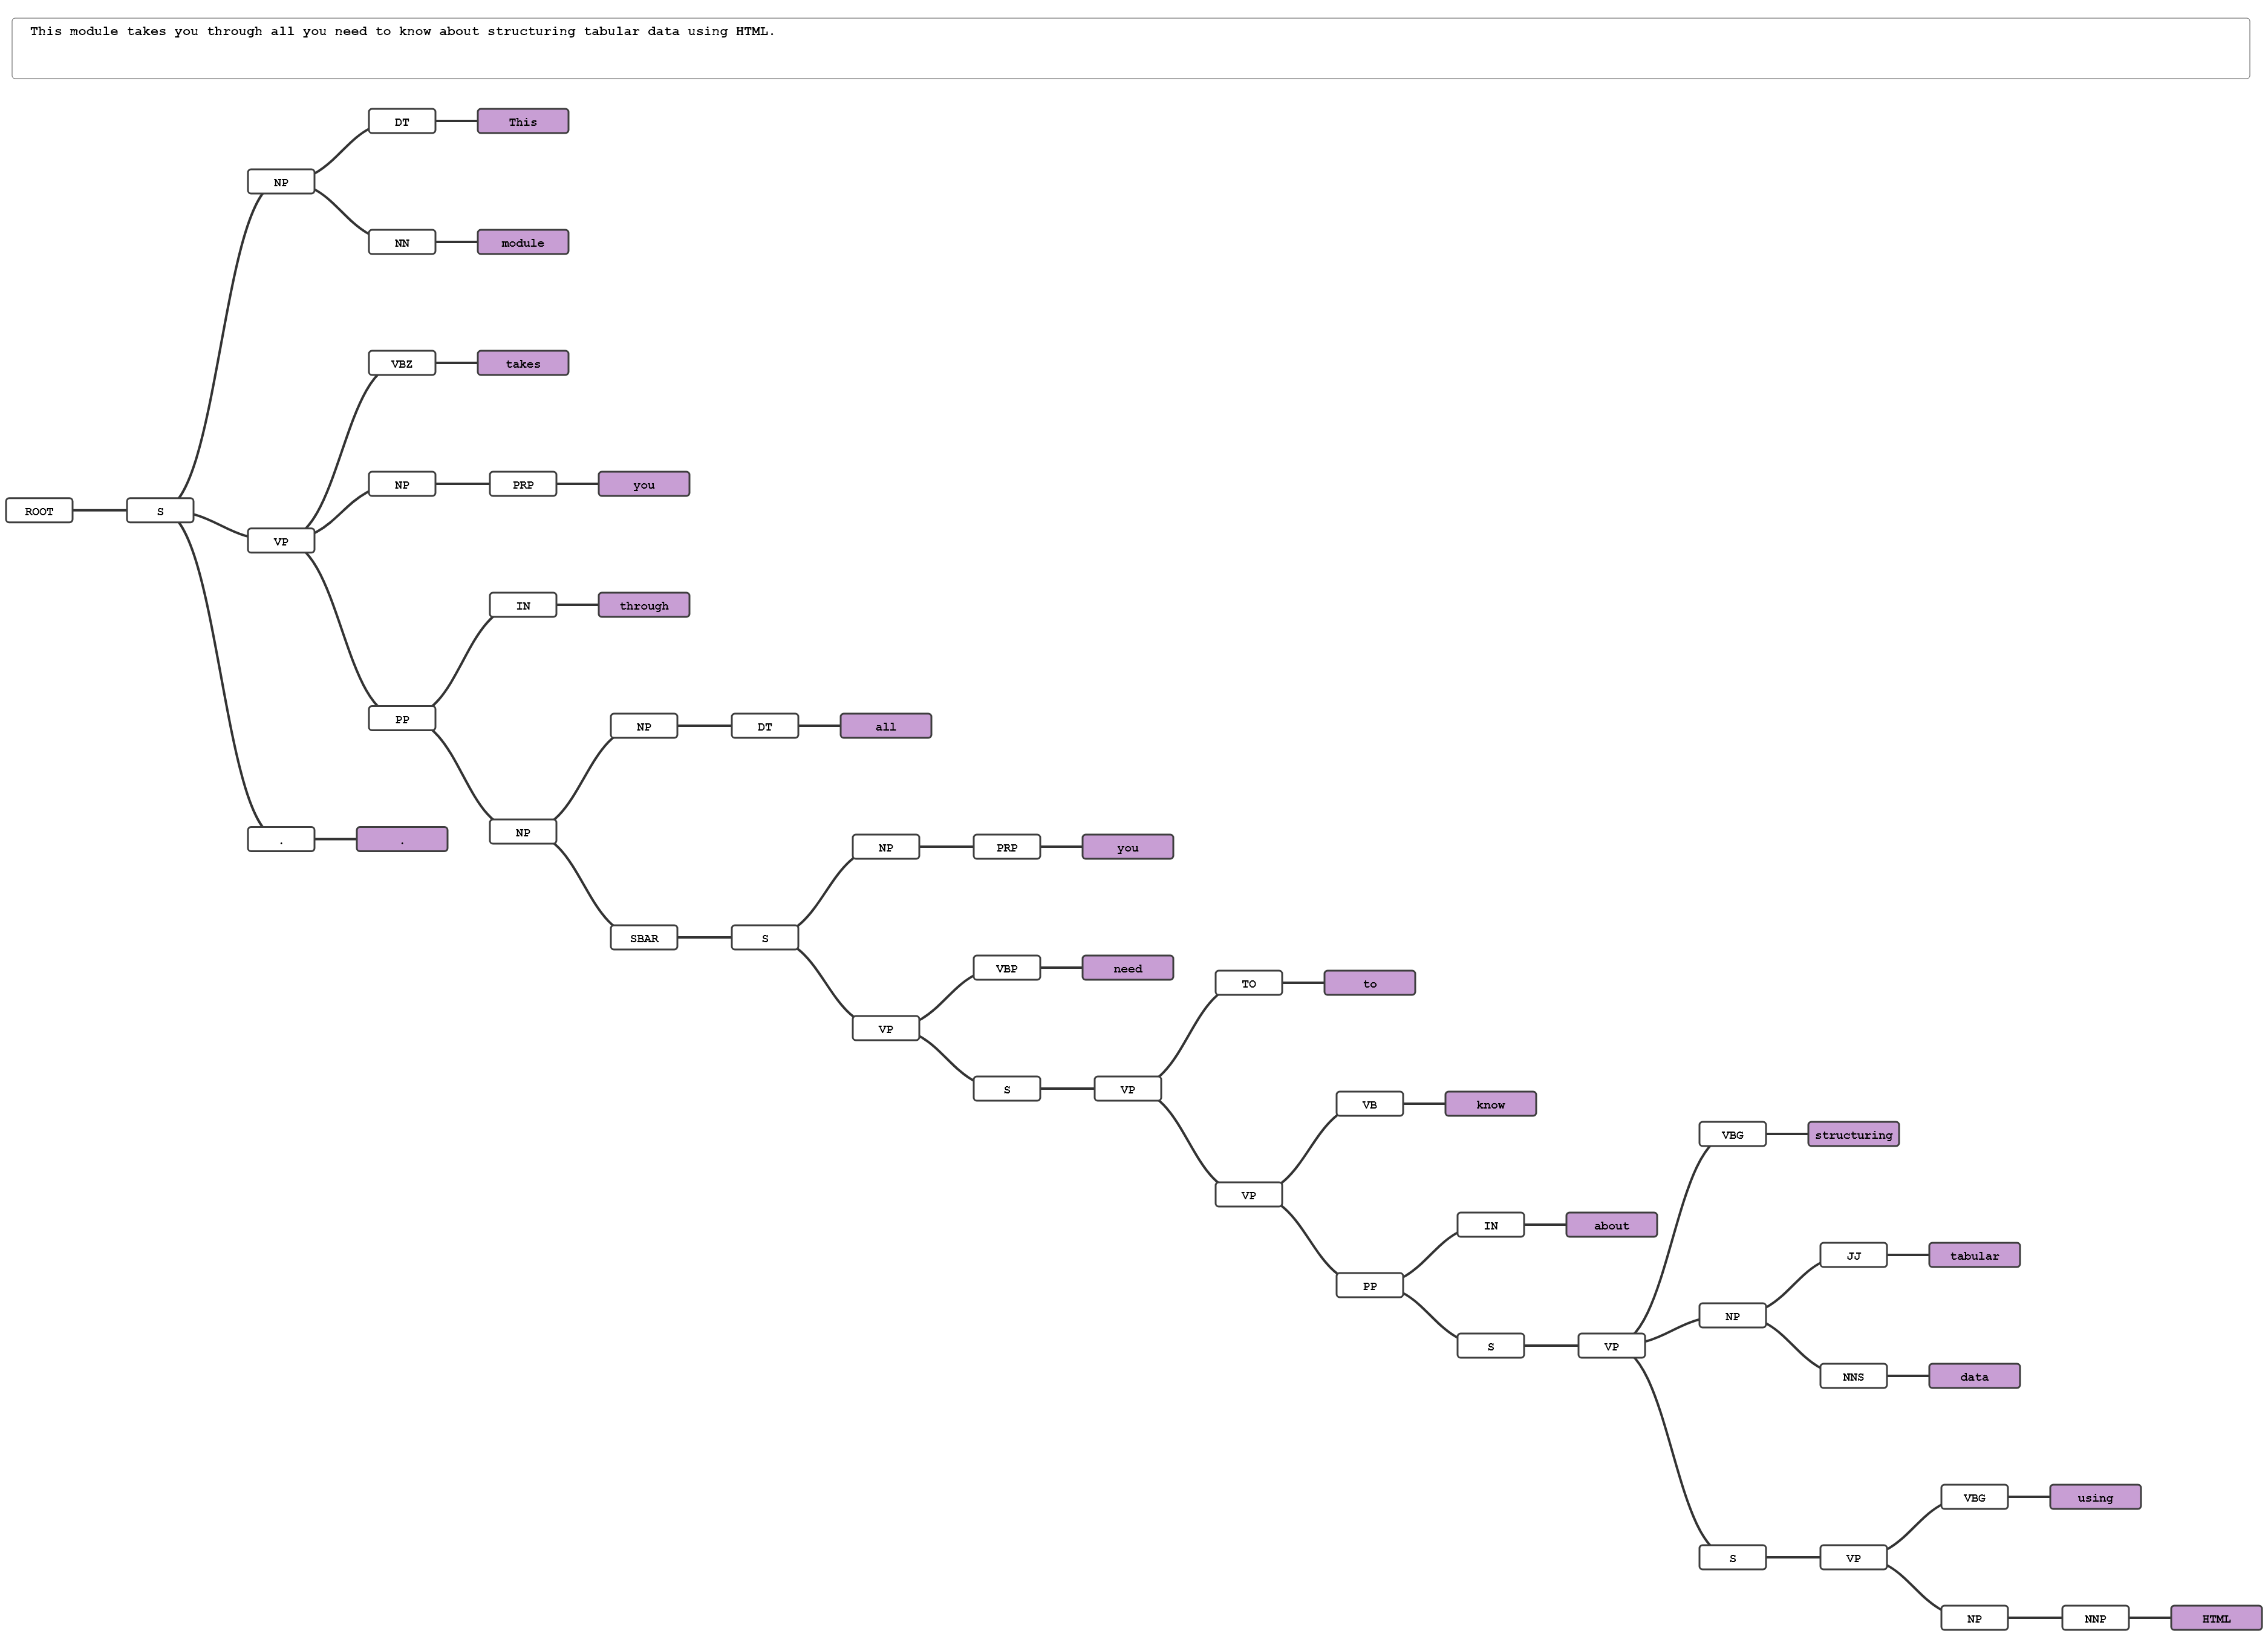 This module takes you through all you need to know about structuring tabular data using HTML.
DT This
NP
NN module
VBZ takes
NP PRP you
ROOT S
VP
IN through
PP
NP DT all
NP
. .
NP PRP you
SBAR S
VBP need
TO to
VP
S VP
VB know
VBG structuring
VP
IN about
JJ tabular
PP
NP
S VP
NNS data
VBG using
S VP
NP NNP HTML